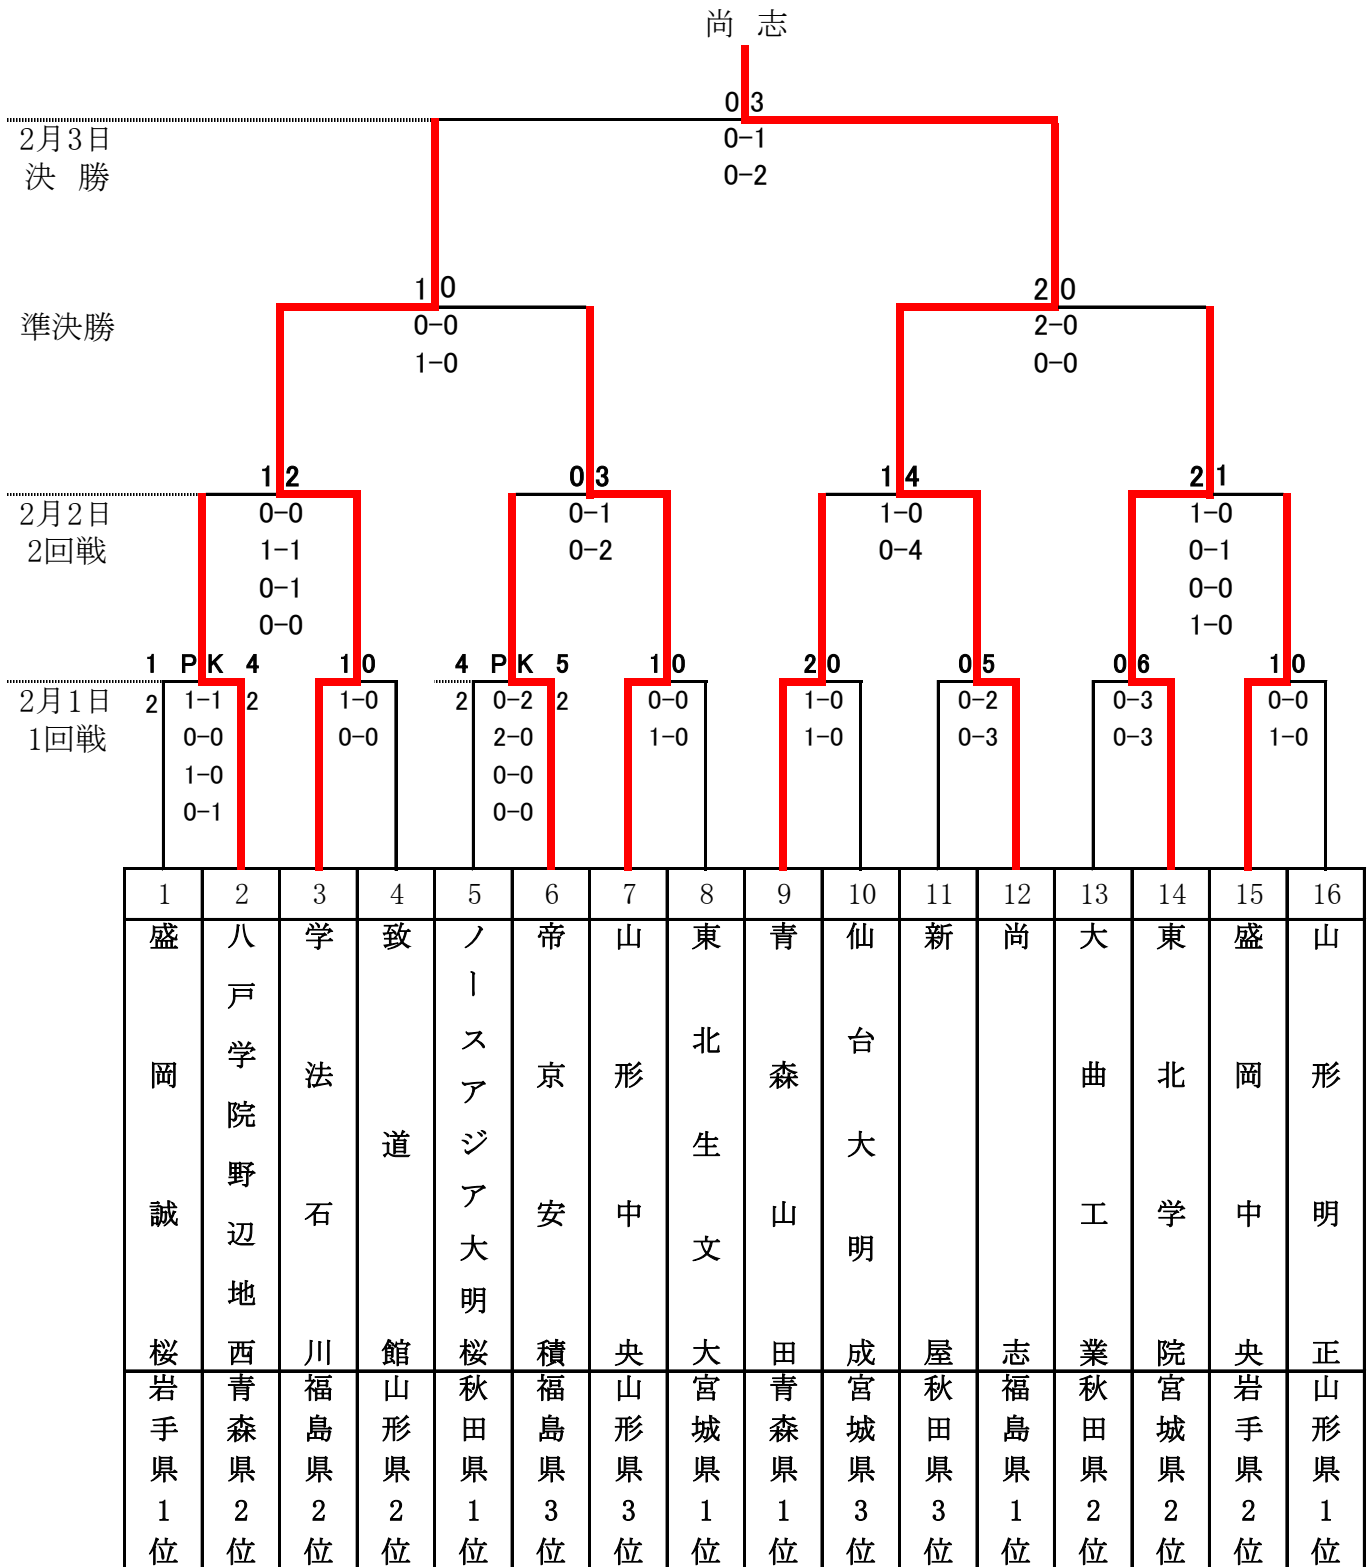 尚 志
0 3
2月3日
決 勝
0-1
0-2
1 0
2 0
準決勝
0-0
1-0
2-0
0-0
1 2
0 3
1 4
2 1
2月2日
2回戦
0-0
1-1
0-1
0-0
0-1
0-2
1-0
0-4
1-0
0-1
0-0
1-0
1 PK 4
1 0
4 PK 5
1 0
2 0
0 5
0 6
1 0
2月1日
1回戦
2
1-1
0-0
1-0
0-1
2
1-0
0-0
2
0-2
2-0
0-0
0-0
2
0-0
1-0
1-0
1-0
0-2
0-3
0-3
0-3
0-0
1-0
1 2 3 4 5 6 7 8 9 10 11 12 13 14 15 16
盛岡誠桜
八戸学院野辺地西
学法石川
致道館
ノースアジア大明桜
帝京安積
山形中央
東北生文大
青森山田
仙台大明成
新屋
尚志
大曲工業
東北学院
盛岡中央
山形明正
岩手県1位
青森県2位
福島県2位
山形県2位
秋田県1位
福島県3位
山形県3位
宮城県1位
青森県1位
宮城県3位
秋田県3位
福島県1位
秋田県2位
宮城県2位
岩手県2位
山形県1位